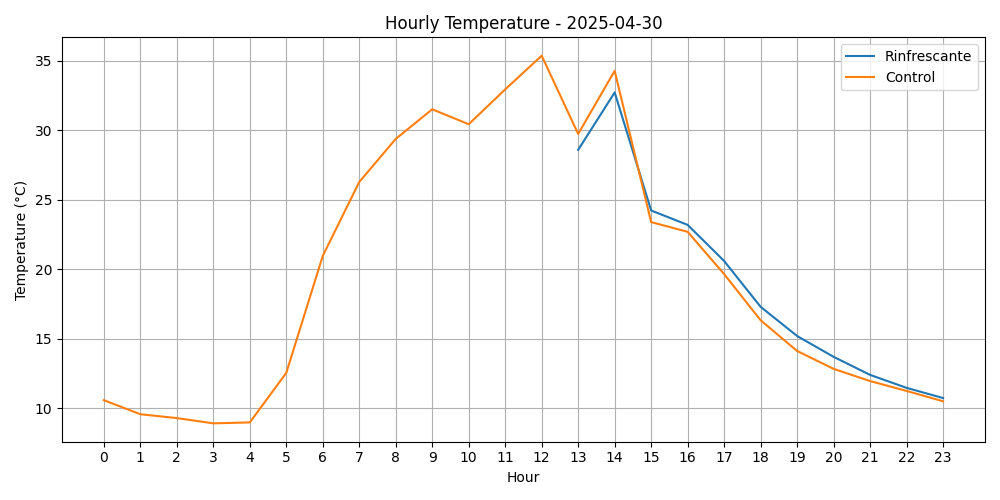 Hourly Temperature - 2025-04-30
Rinfrescante
Control
Temperature (°C)
35
30
25
20
15
10
0 1 2 3 4 5 6 7 8 9 10 11 12 13 14 15 16 17 18 19 20 21 22 23
Hour